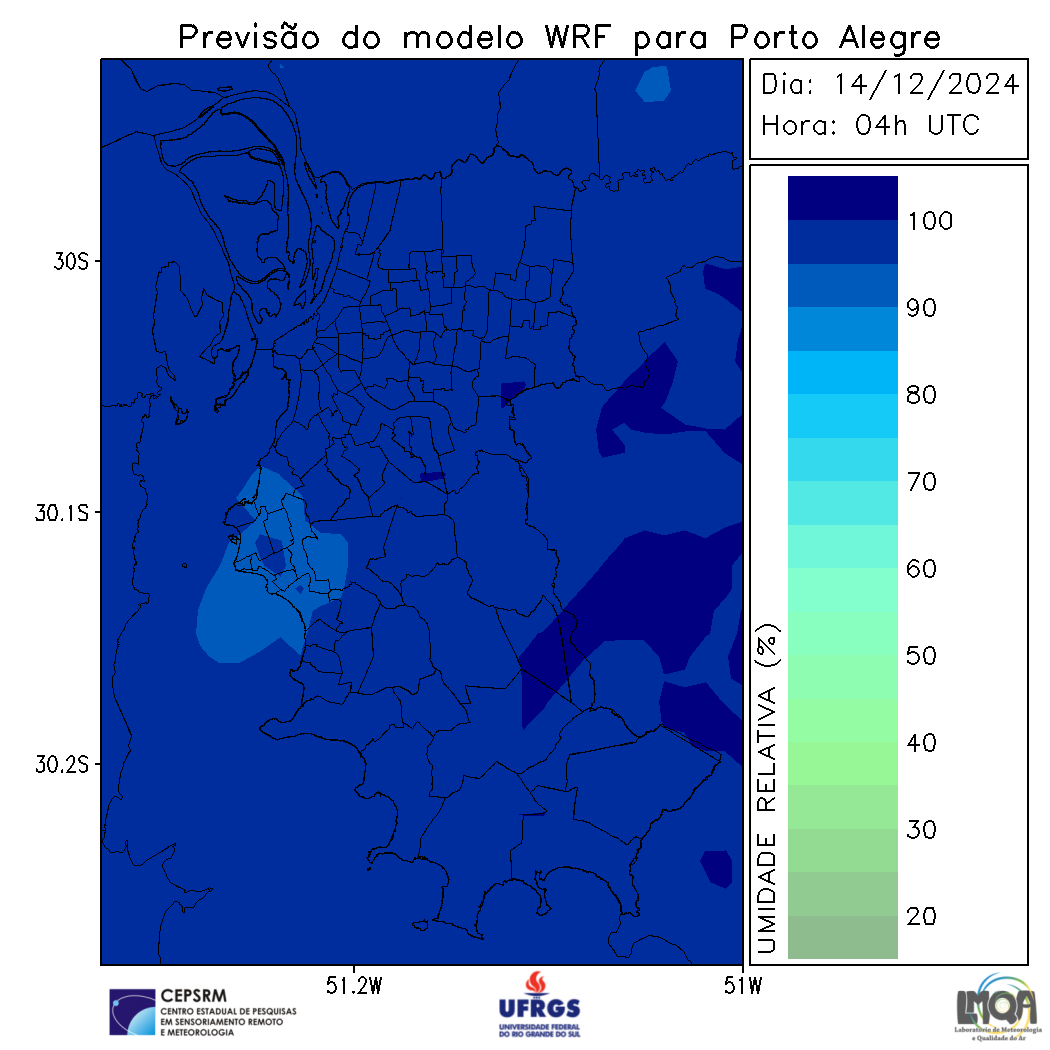 Previsão do modelo WRF para Porto Alegre
Dia: 14/12/2024
Hora: 04h UTC
100
90
80
70
60
50
40
30
20
UMIDADE RELATIVA (%)
30S
30.1S
30.2S
51.2W
51W
CEPSRM
CENTRO ESTADUAL DE PESQUISAS
EM SENSORIAMENTO REMOTO
E METEOROLOGIA
UFRGS
UNIVERSIDADE FEDERAL
DO RIO GRANDE DO SUL
LMQA
Laboratório de Meteorologia
e Qualidade do Ar